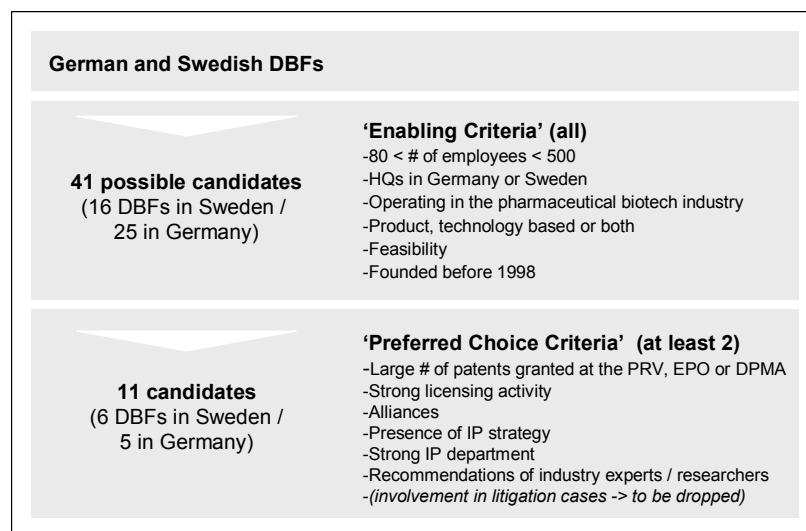 German and Swedish DBFs
41 possible candidates
(16 DBFs in Sweden /
25 in Germany)
‘Enabling Criteria’ (all)
-80 < # of employees < 500
-HQs in Germany or Sweden
-Operating in the pharmaceutical biotech industry
-Product, technology based or both
-Feasibility
-Founded before 1998
11 candidates
(6 DBFs in Sweden /
5 in Germany)
‘Preferred Choice Criteria’ (at least 2)
-Large # of patents granted at the PRV, EPO or DPMA
-Strong licensing activity
-Alliances
-Presence of IP strategy
-Strong IP department
-Recommendations of industry experts / researchers
-(involvement in litigation cases -> to be dropped)